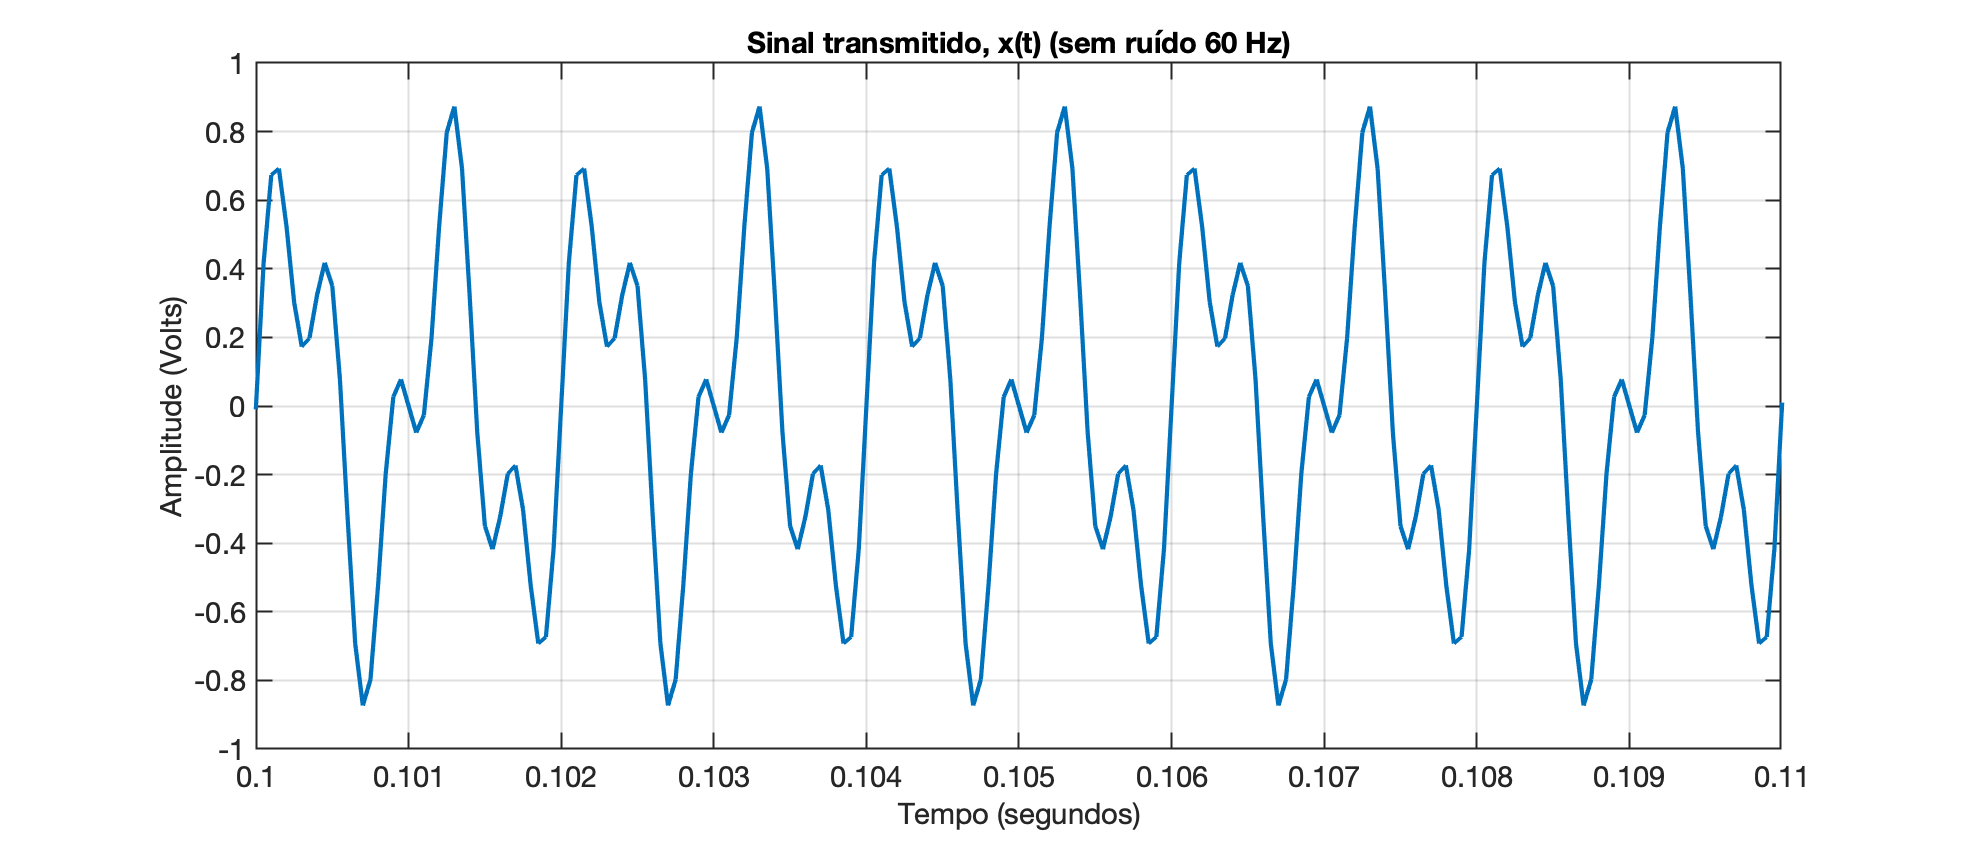 Sinal transmitido, x(t) (sem ruído 60 Hz)
1
0.8
0.6
0.4
0.2
0
-0.2
-0.4
-0.6
-0.8
-1
Amplitude (Volts)
0.1 0.101 0.102 0.103 0.104 0.105 0.106 0.107 0.108 0.109 0.11
Tempo (segundos)